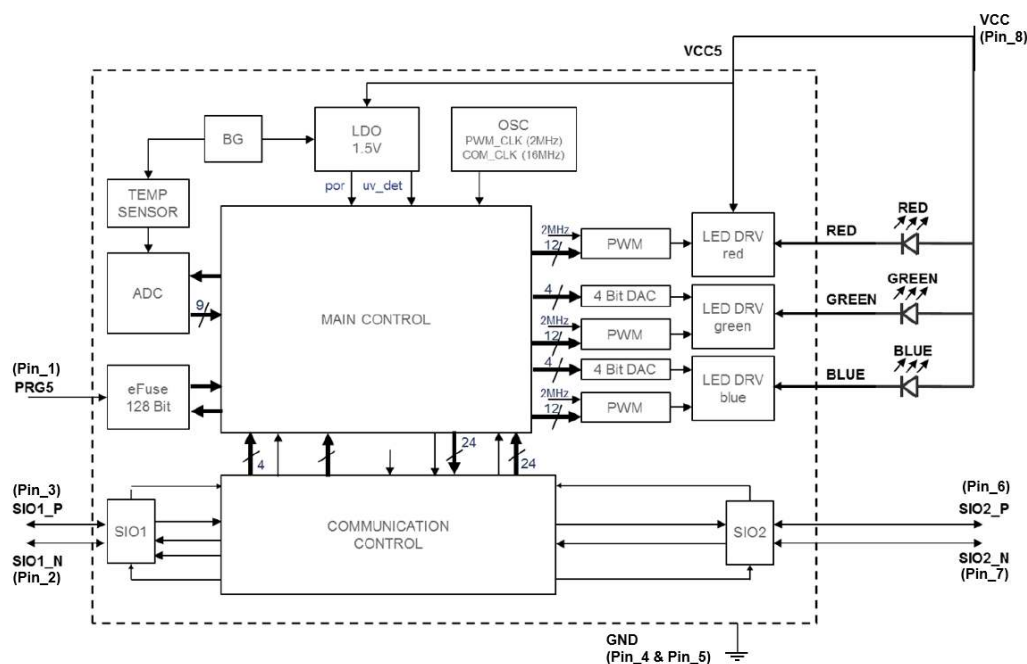 VCC
(Pin_8)
VCC5
BG
LDO
1.5V
OSC
PWM_CLK (2MHz)
COM_CLK (16MHz)
por
uv_det
TEMP
SENSOR
ADC
9
MAIN CONTROL
2MHz
12
PWM
LED DRV
red
RED
RED
4
4 Bit DAC
2MHz
12
PWM
LED DRV
green
GREEN
GREEN
4
4 Bit DAC
2MHz
12
PWM
LED DRV
blue
BLUE
BLUE
(Pin_1)
PRG5
eFuse
128 Bit
4
24
24
(Pin_3)
SIO1_P
SIO1_N
(Pin_2)
SIO1
COMMUNICATION
CONTROL
SIO2
(Pin_6)
SIO2_P
SIO2_N
(Pin_7)
GND
(Pin_4 & Pin_5)